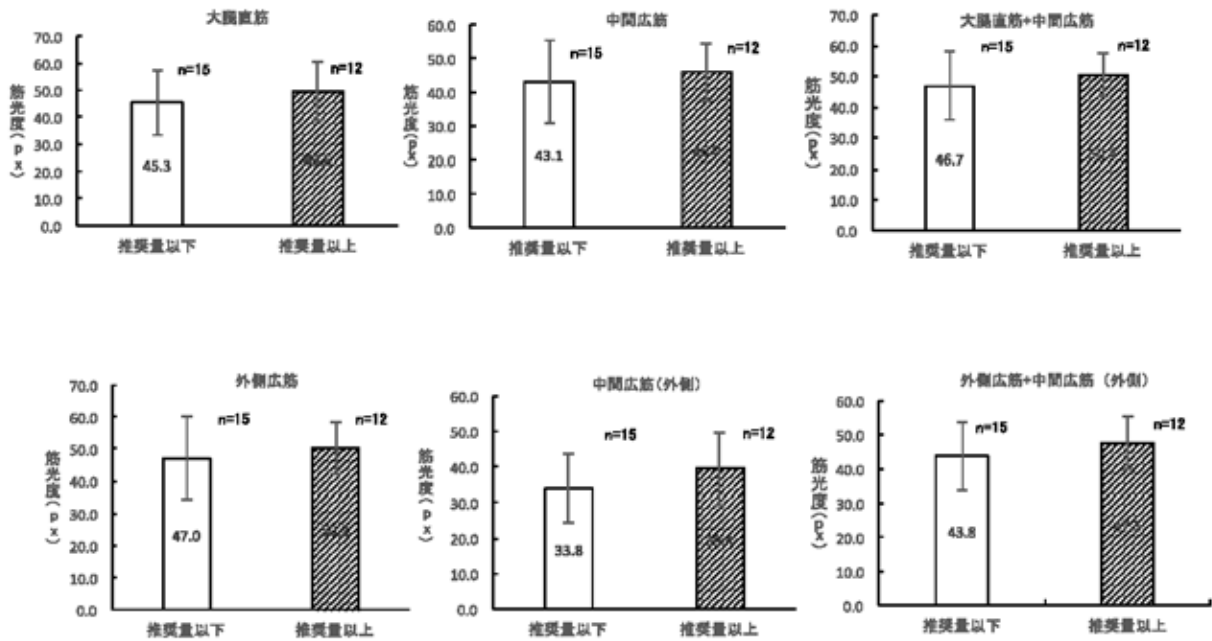 大腿直筋
70.0
60.0
50.0
40.0
30.0
20.0
10.0
0.0
筋光度(px)
n=15
n=12
45.3
推奨量以下
推奨量以上
中間広筋
60.0
50.0
40.0
30.0
20.0
10.0
0.0
筋光度(px)
n=15
n=12
43.1
推奨量以下
推奨量以上
大腿直筋+中間広筋
70.0
60.0
50.0
40.0
30.0
20.0
10.0
0.0
筋光度(px)
n=15
n=12
46.7
推奨量以下
推奨量以上
外側広筋
70.0
60.0
50.0
40.0
30.0
20.0
10.0
0.0
筋光度(px)
n=15
n=12
47.0
推奨量以下
推奨量以上
中間広筋(外側)
60.0
50.0
40.0
30.0
20.0
10.0
0.0
筋光度(px)
n=15
n=12
33.8
推奨量以下
推奨量以上
外側広筋+中間広筋 (外側)
60.0
50.0
40.0
30.0
20.0
10.0
0.0
筋光度(px)
n=15
n=12
43.8
推奨量以下
推奨量以上